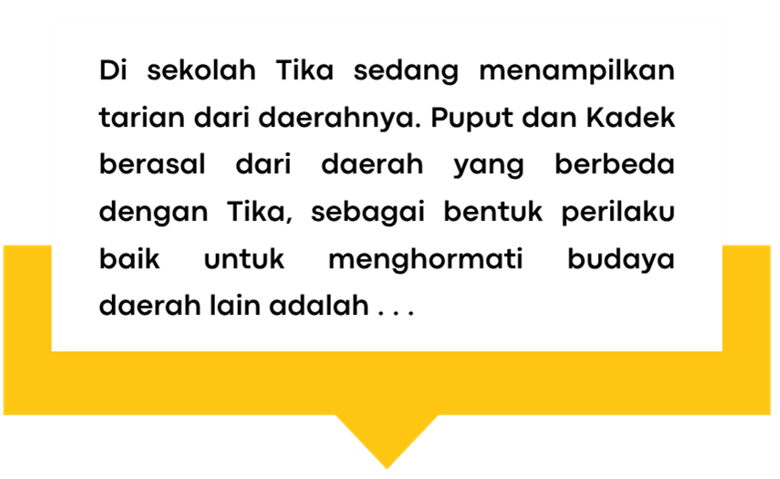 Di sekolah Tika sedang menampilkan
tarian dari daerahnya. Puput dan Kadek
berasal dari daerah yang berbeda
dengan Tika, sebagai bentuk perilaku
baik untuk menghormati budaya
daerah lain adalah . . .